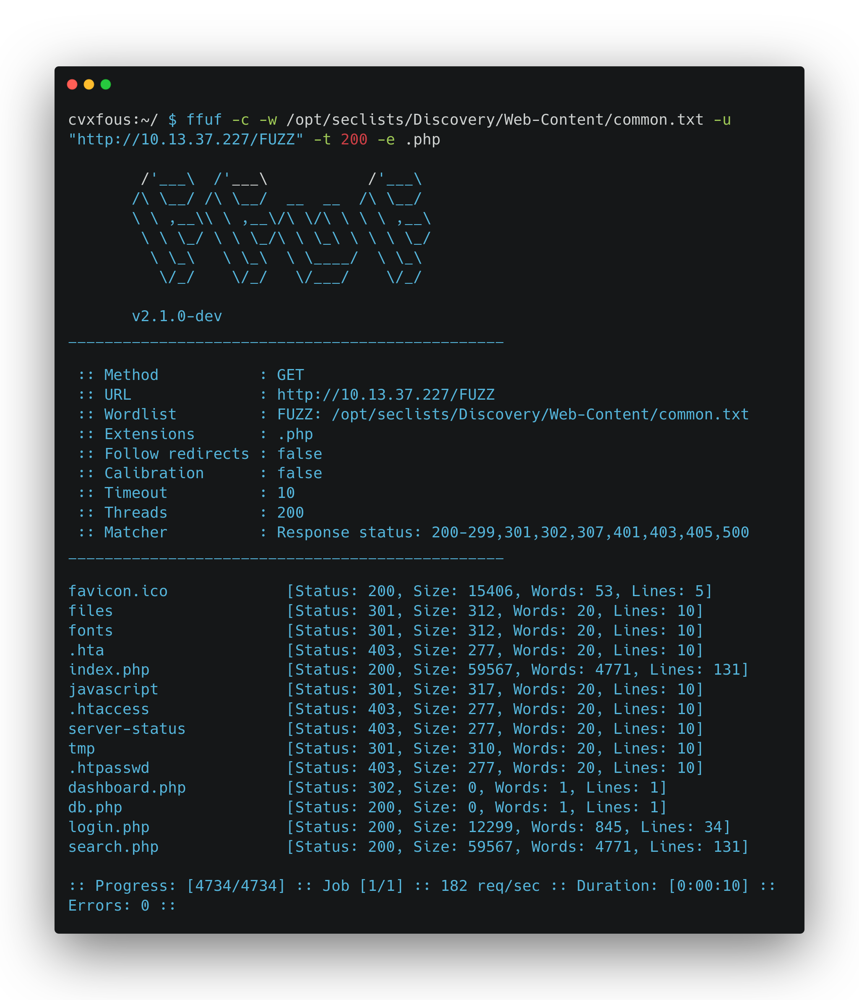 cvxfous:~/ $ ffuf -c -w /opt/seclists/Discovery/Web-Content/common.txt -u
"http://10.13.37.227/FUZZ" -t 200 -e .php

        /'___\  /'___\           /'___\
       /\ \__/ /\ \__/  __  __  /\ \__/
       \ \ ,__\\ \ ,__\/\ \/\ \ \ \ ,__\
        \ \ \_/ \ \ \_/\ \ \_\ \ \ \ \_/
         \ \_\   \ \_\  \ \____/  \ \_\
          \/_/    \/_/   \/___/    \/_/

       v2.1.0-dev
________________________________________________

 :: Method           : GET
 :: URL              : http://10.13.37.227/FUZZ
 :: Wordlist         : FUZZ: /opt/seclists/Discovery/Web-Content/common.txt
 :: Extensions       : .php
 :: Follow redirects : false
 :: Calibration      : false
 :: Timeout          : 10
 :: Threads          : 200
 :: Matcher          : Response status: 200-299,301,302,307,401,403,405,500
________________________________________________

favicon.ico             [Status: 200, Size: 15406, Words: 53, Lines: 5]
files                   [Status: 301, Size: 312, Words: 20, Lines: 10]
fonts                   [Status: 301, Size: 312, Words: 20, Lines: 10]
.hta                    [Status: 403, Size: 277, Words: 20, Lines: 10]
index.php               [Status: 200, Size: 59567, Words: 4771, Lines: 131]
javascript              [Status: 301, Size: 317, Words: 20, Lines: 10]
.htaccess               [Status: 403, Size: 277, Words: 20, Lines: 10]
server-status           [Status: 403, Size: 277, Words: 20, Lines: 10]
tmp                     [Status: 301, Size: 310, Words: 20, Lines: 10]
.htpasswd               [Status: 403, Size: 277, Words: 20, Lines: 10]
dashboard.php           [Status: 302, Size: 0, Words: 1, Lines: 1]
db.php                  [Status: 200, Size: 0, Words: 1, Lines: 1]
login.php               [Status: 200, Size: 12299, Words: 845, Lines: 34]
search.php              [Status: 200, Size: 59567, Words: 4771, Lines: 131]

:: Progress: [4734/4734] :: Job [1/1] :: 182 req/sec :: Duration: [0:00:10] ::
Errors: 0 ::